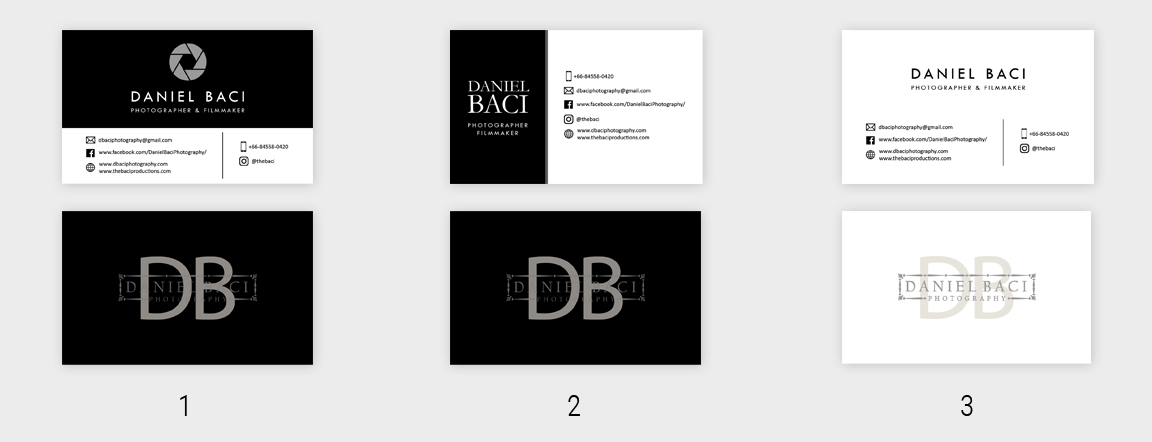 DANIEL BACI
PHOTOGRAPHER & FILMMAKER
dbaciphotography@gmail.com
www.facebook.com/DanielBaciPhotography/
www.dbaciphotography.com
www.thebaciproductions.com
+66-84558-0420
@thebaci
DB
DANIEL BACI
PHOTOGRAPHY
1
DANIEL
BACI
PHOTOGRAPHER
FILMMAKER
+66-84558-0420
dbaciphotography@gmail.com
www.facebook.com/DanielBaciPhotography/
@thebaci
www.dbaciphotography.com
www.thebaciproductions.com
DB
DANIEL BACI
PHOTOGRAPHY
2
DANIEL BACI
PHOTOGRAPHER & FILMMAKER
dbaciphotography@gmail.com
www.facebook.com/DanielBaciPhotography/
www.dbaciphotography.com
www.thebaciproductions.com
+66-84558-0420
@thebaci
DB
DANIEL BACI
PHOTOGRAPHY
3